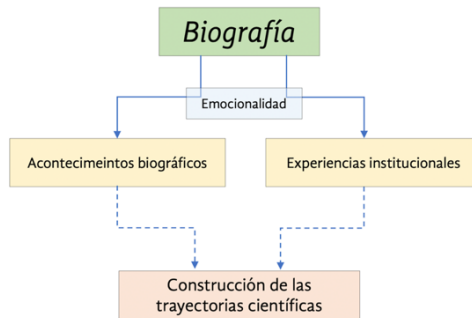 Biografía
Emocionalidad
Acontecimeintos biográficos
Experiencias institucionales
Construcción de las
trayectorias científicas